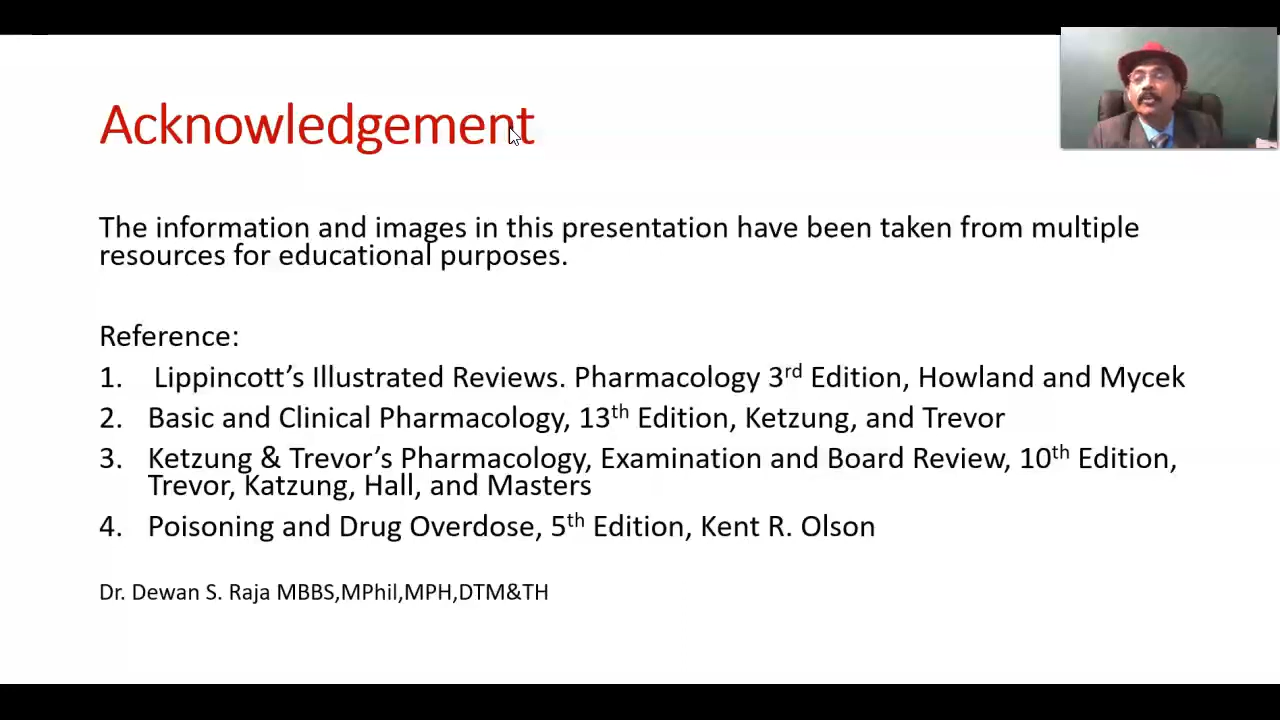 Acknowledgement
The information and images in this presentation have been taken from multiple
resources for educational purposes.
Reference:
1. Lippincott’s Illustrated Reviews. Pharmacology 3rd Edition, Howland and Mycek
2. Basic and Clinical Pharmacology, 13th Edition, Ketzung, and Trevor
3. Ketzung & Trevor’s Pharmacology, Examination and Board Review, 10th Edition,
Trevor, Katzung, Hall, and Masters
4. Poisoning and Drug Overdose, 5th Edition, Kent R. Olson
Dr. Dewan S. Raja MBBS,MPhil,MPH,DTM&TH